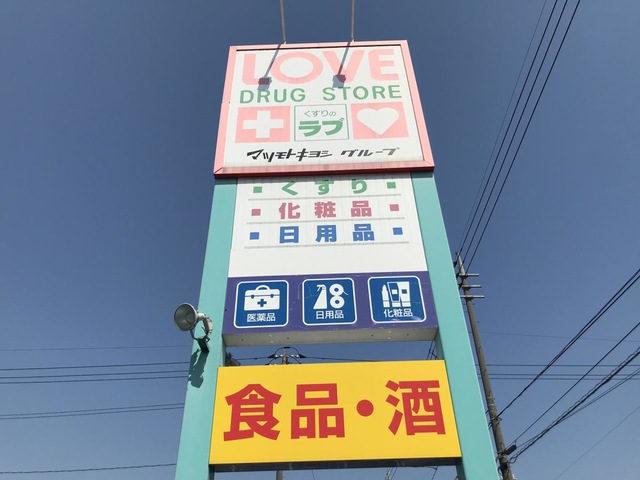 LOVE
DRUG STORE
くすりの
ラブ
マツモトキヨシ グループ
くすり
化粧品
日用品
医薬品 日用品 化粧品
食品・酒